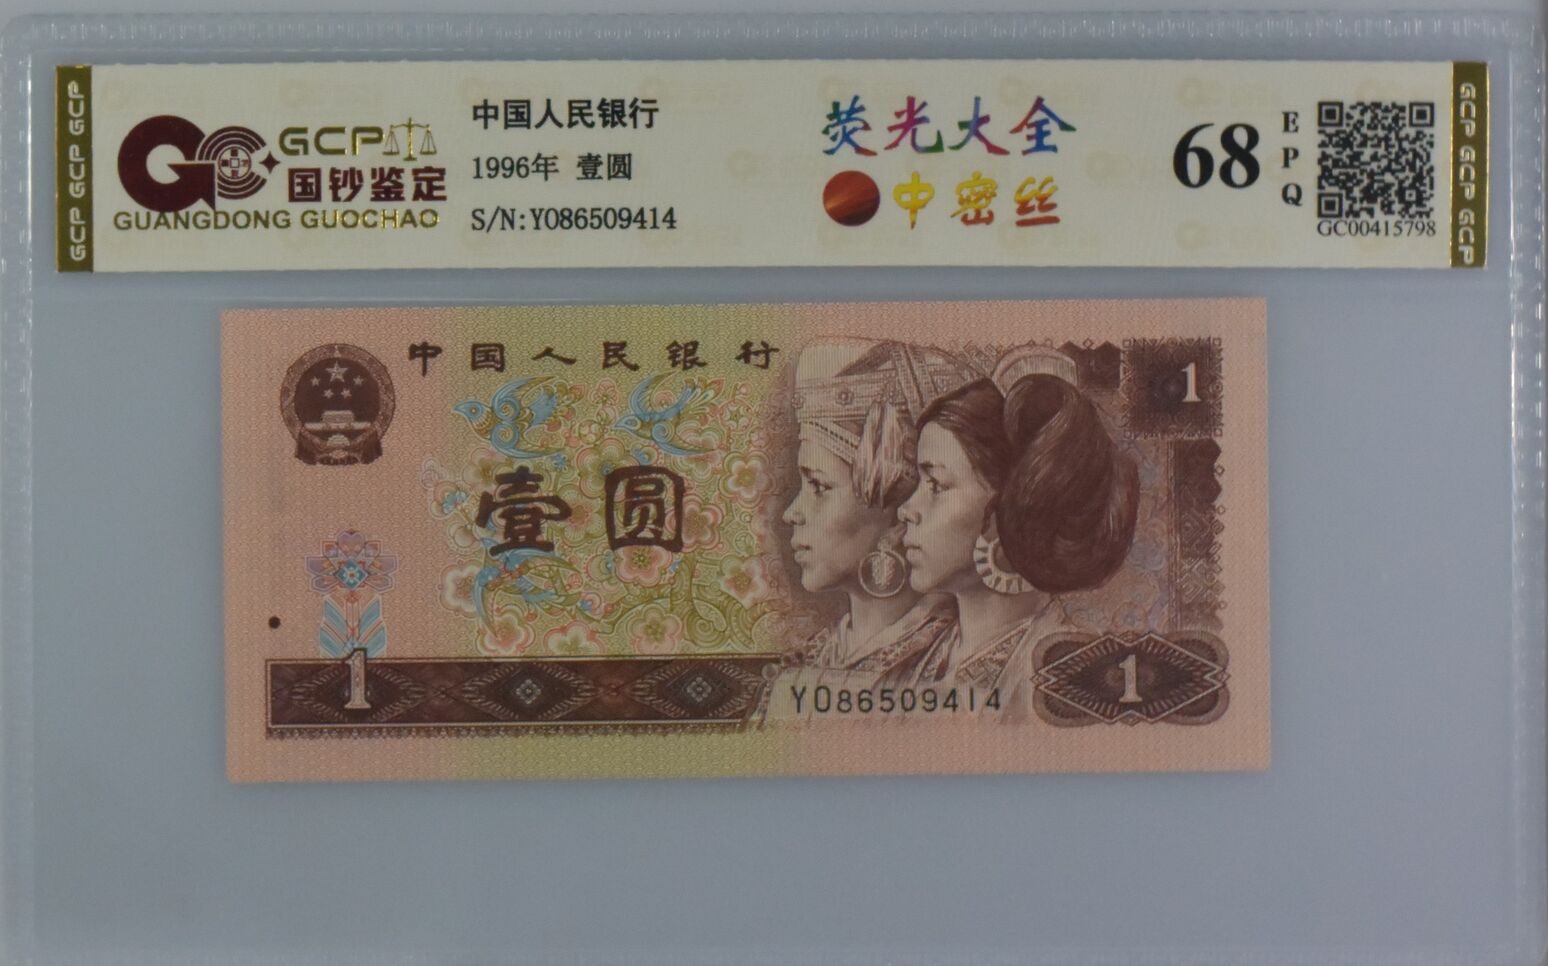 GCP GCP GCP
GCP
国钞鉴定
GUANGDONG GUOCHAO
中国人民银行
1996年 壹圆
S/N:Y086509414
荧光大全
中密丝
68
EPQ
GC00415798
GCP GCP GCP
中国人民银行
1
壹圆
1
Y086509414
1